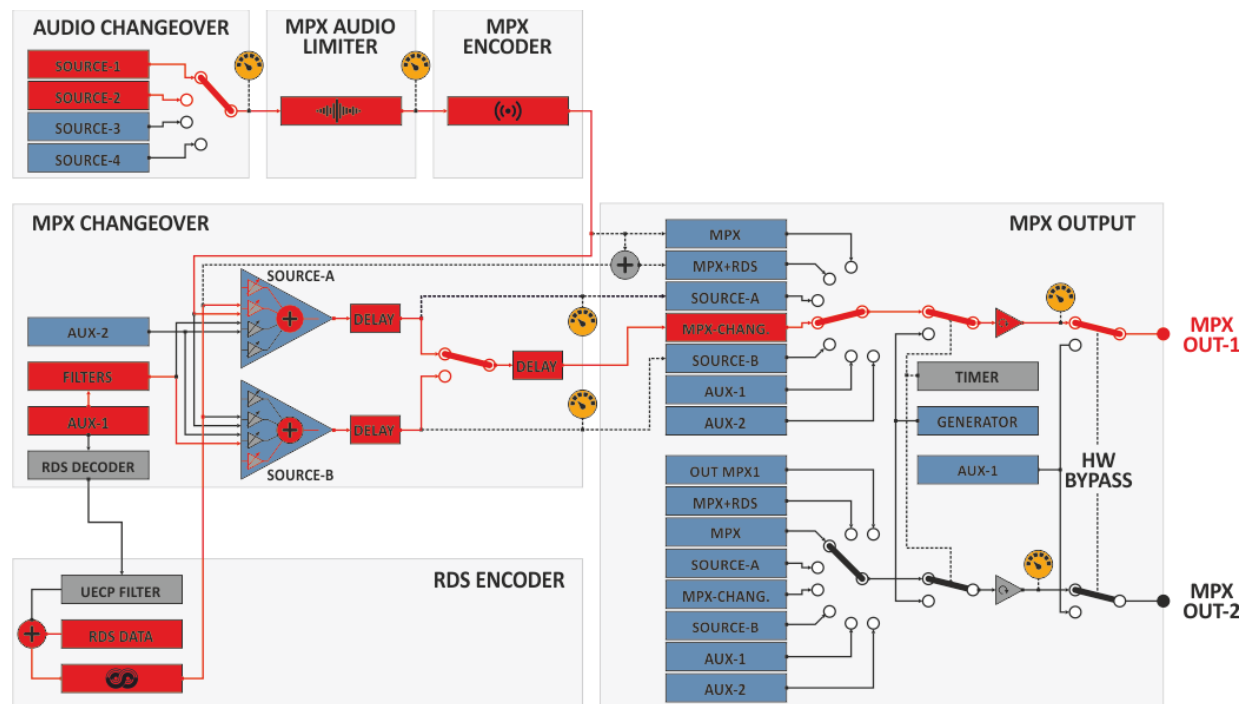 AUDIO CHANGEOVER
SOURCE-1
SOURCE-2
SOURCE-3
SOURCE-4
MPX AUDIO
LIMITER
MPX
ENCODER
MPX CHANGEOVER
SOURCE-A
AUX-2
FILTERS
AUX-1
RDS DECODER
DELAY
DELAY
DELAY
SOURCE-B
RDS ENCODER
UECP FILTER
RDS DATA
MPX OUTPUT
MPX
MPX+RDS
SOURCE-A
MPX-CHANG.
SOURCE-B
AUX-1
AUX-2
TIMER
GENERATOR
AUX-1
HW
BYPASS
MPX
OUT-1
OUT MPX1
MPX+RDS
MPX
SOURCE-A
MPX-CHANG.
SOURCE-B
AUX-1
AUX-2
MPX
OUT-2